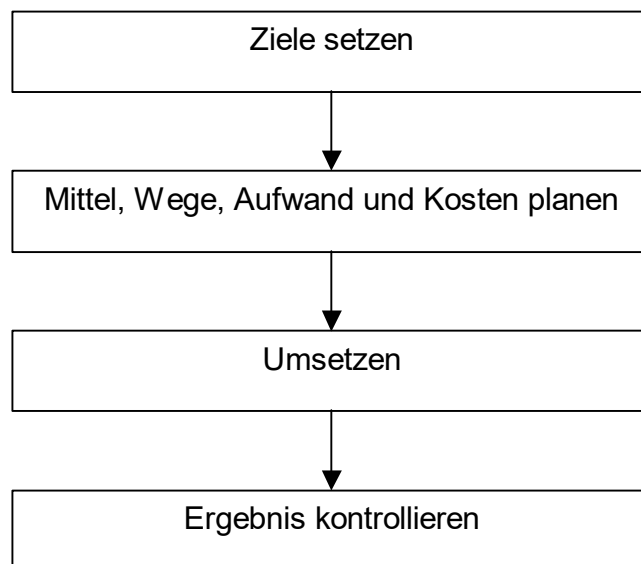 Ziele setzen
Mittel, Wege, Aufwand und Kosten planen
Umsetzen
Ergebnis kontrollieren